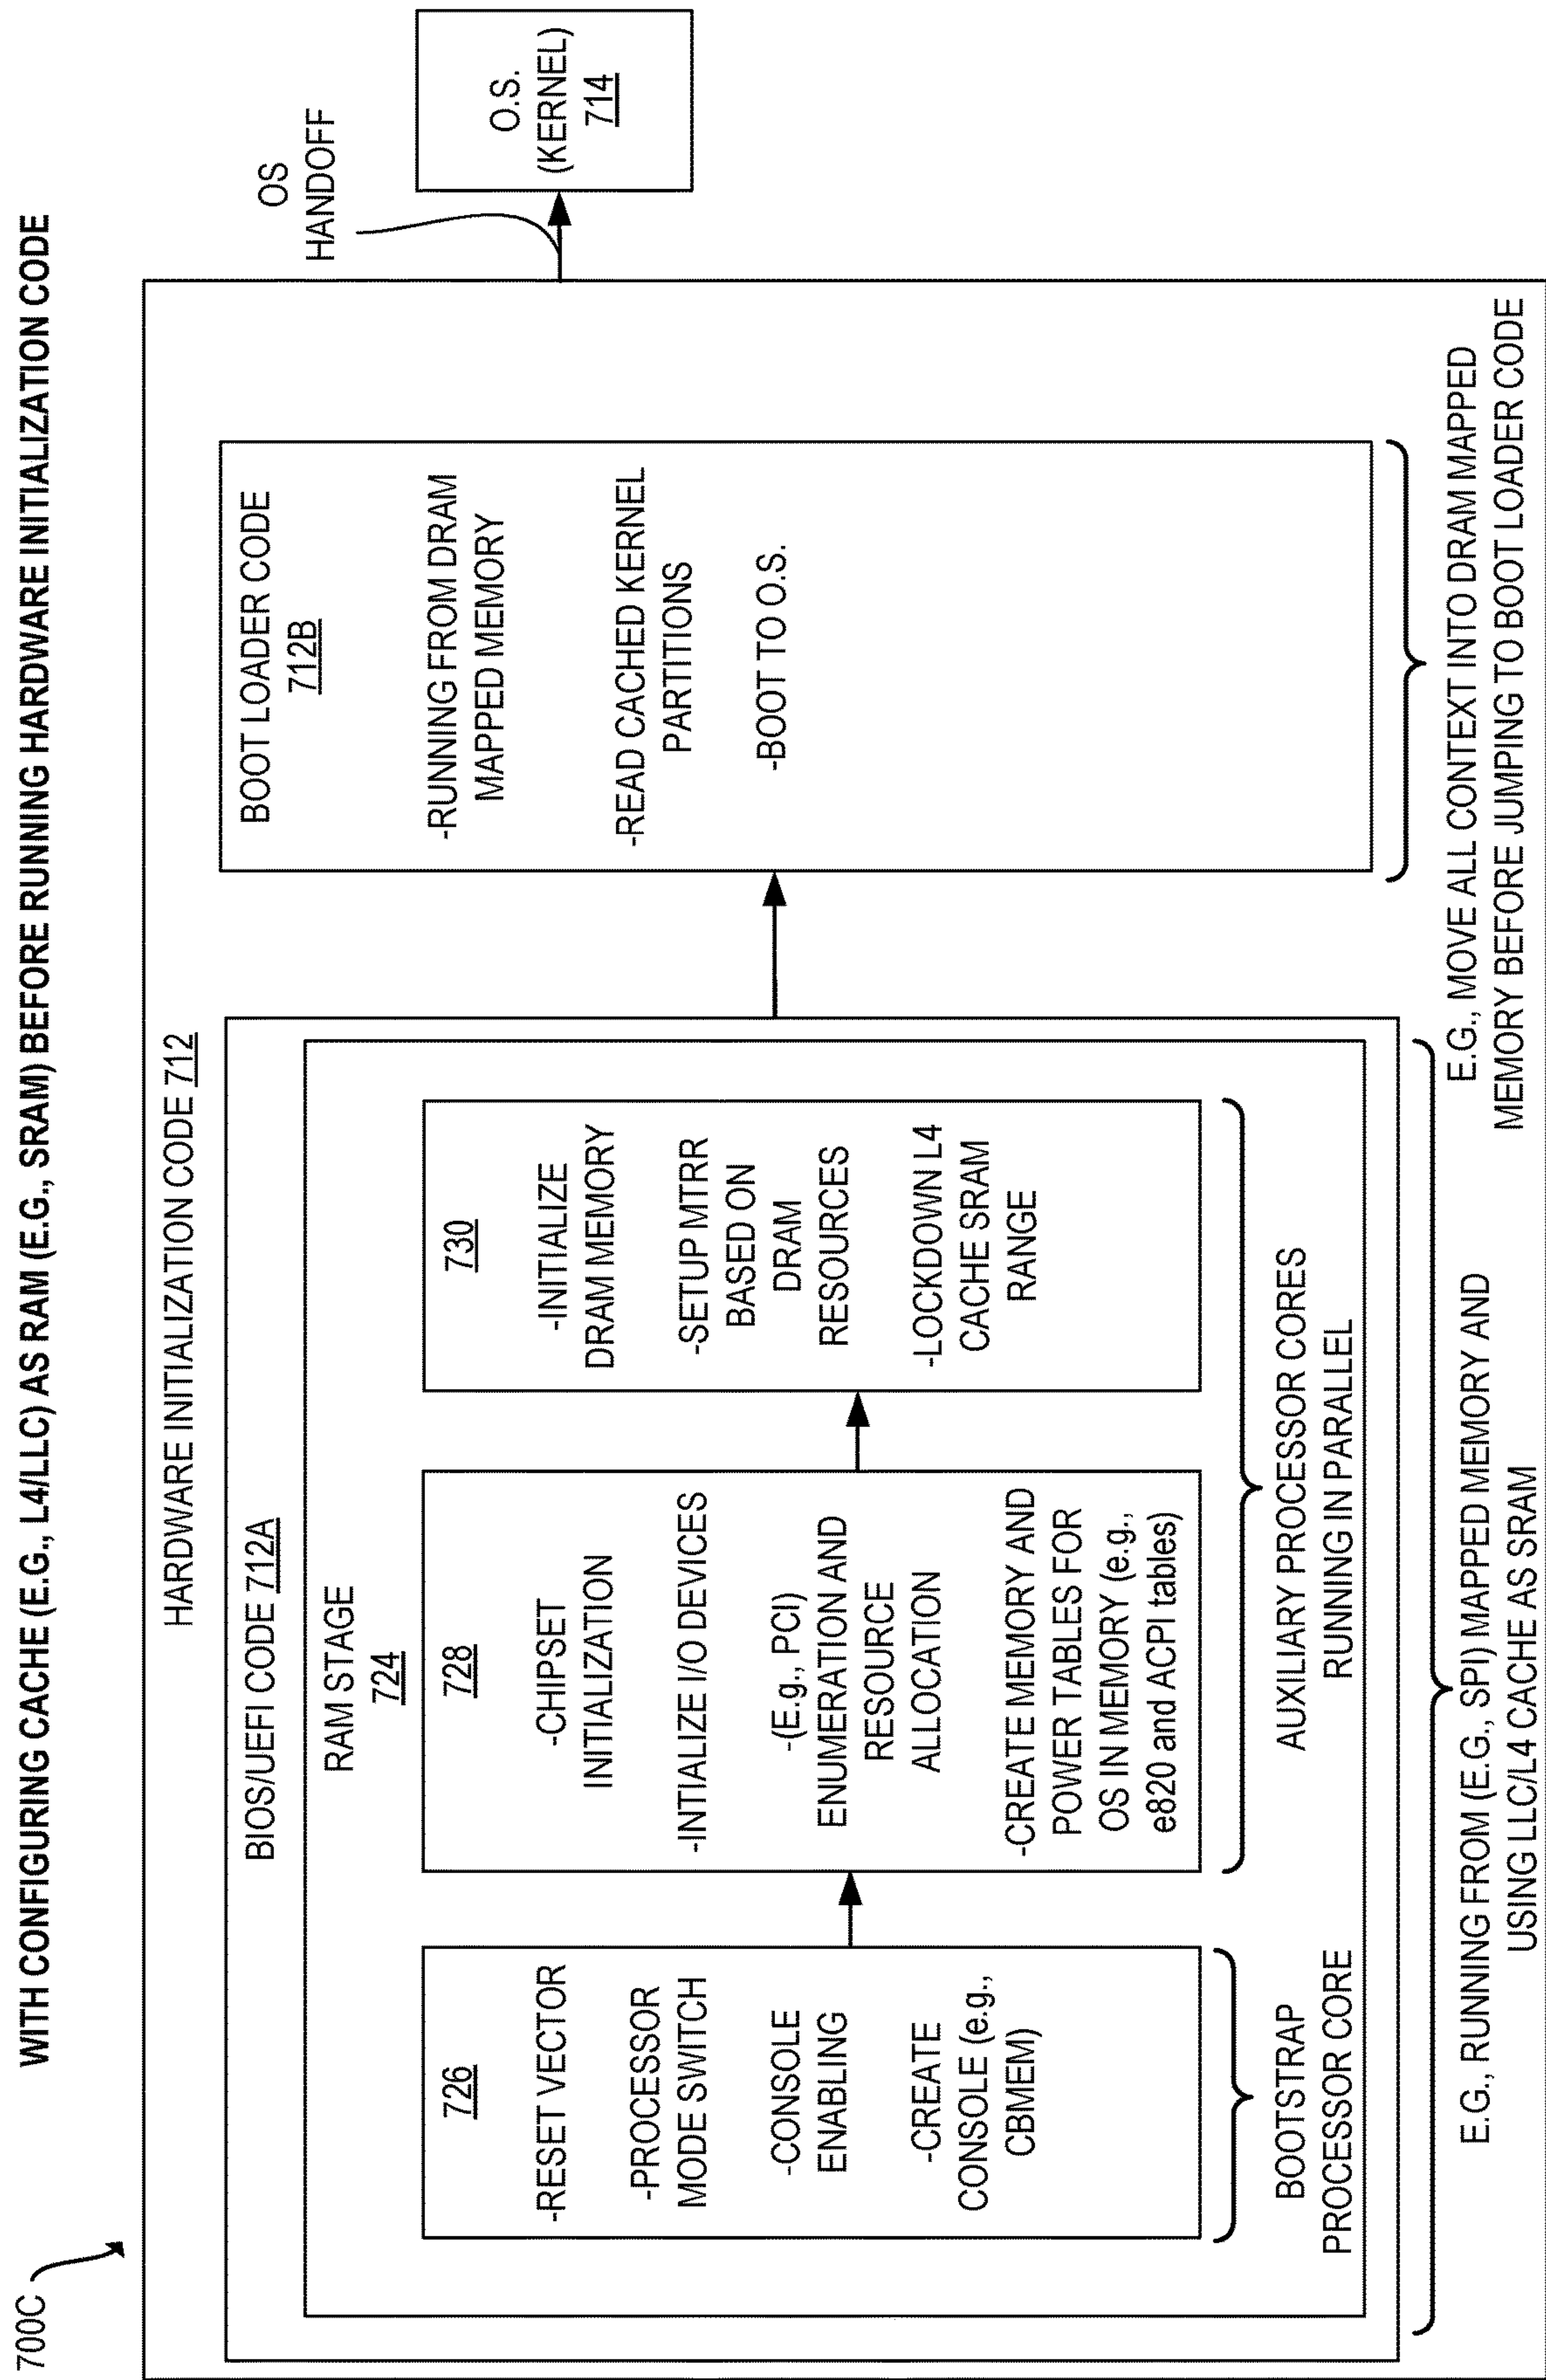 WITH CONFIGURING CACHE (E.G., L4/LLC) AS RAM (E.G., SRAM) BEFORE RUNNING HARDWARE INITIALIZATION CODE
700C
HARDWARE INITIALIZATION CODE 712
BIOS/UEFI CODE 712A
RAM STAGE
724
726
-RESET VECTOR
-PROCESSOR
MODE SWITCH
-CONSOLE
ENABLING
-CREATE
CONSOLE (e.g.,
CBMEM)
BOOTSTRAP
PROCESSOR CORE
728
-CHIPSET
INITIALIZATION
-INTIALIZE I/O DEVICES
-(E.g., PCI)
ENUMERATION AND
RESOURCE
ALLOCATION
-CREATE MEMORY AND
POWER TABLES FOR
OS IN MEMORY (e.g.,
e820 and ACPI tables)
730
-INITIALIZE
DRAM MEMORY
-SETUP MTRR
BASED ON
DRAM
RESOURCES
-LOCKDOWN L4
CACHE SRAM
RANGE
AUXILIARY PROCESSOR CORES
RUNNING IN PARALLEL
E.G., RUNNING FROM (E.G., SPI) MAPPED MEMORY AND
USING LLC/L4 CACHE AS SRAM
BOOT LOADER CODE
712B
-RUNNING FROM DRAM
MAPPED MEMORY
-READ CACHED KERNEL
PARTITIONS
-BOOT TO O.S.
E.G., MOVE ALL CONTEXT INTO DRAM MAPPED
MEMORY BEFORE JUMPING TO BOOT LOADER CODE
OS
HANDOFF
O.S.
(KERNEL)
714